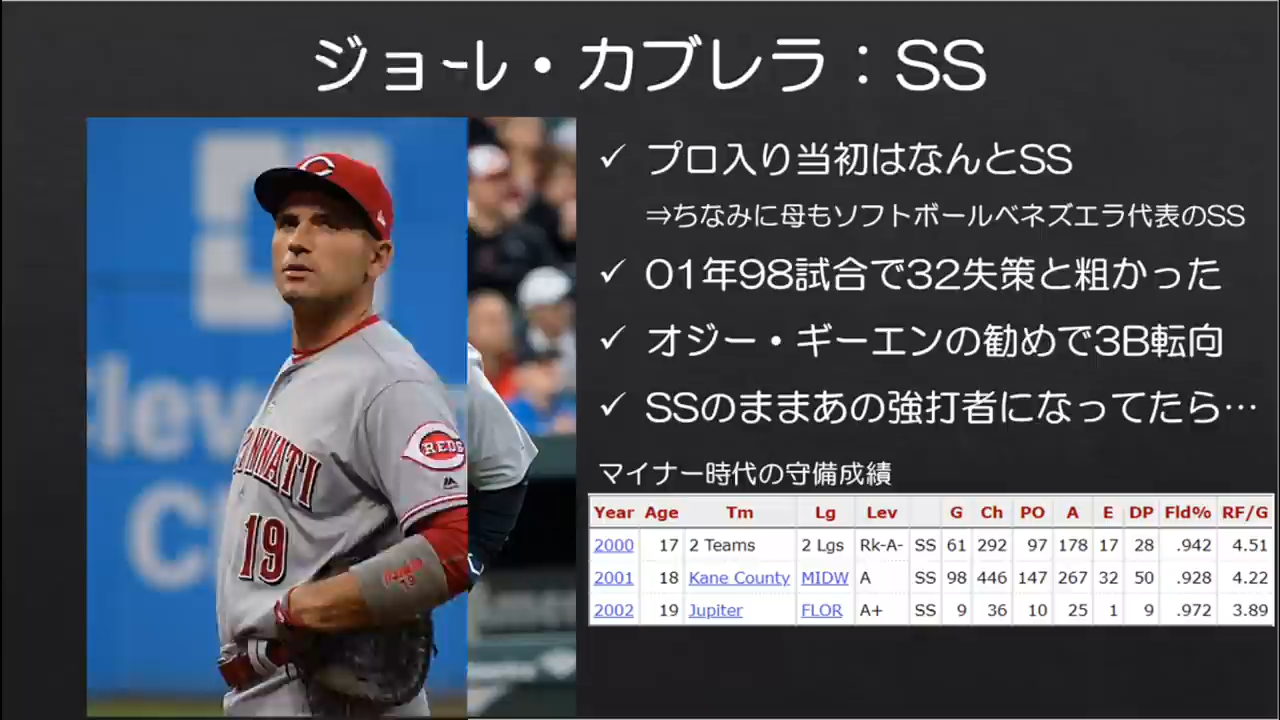 ジョーレ・カブレラ：SS
✓ プロ入り当初はなんとSS
⇒ちなみに母もソフトボールベネズエラ代表のSS
✓ 01年98試合で32失策と粗かった
✓ オジー・ギーエンの勧めで3B転向
✓ SSのままあの強打者になってたら…
マイナー時代の守備成績
Year Age Tm Lg Lev G Ch PO A E DP Fld% RF/G
2000 17 2 Teams 2 Lgs Rk-A- SS 61 292 97 178 17 28 .942 4.51
2001 18 Kane County MIDW A SS 98 446 147 267 32 50 .928 4.22
2002 19 Jupiter FLOR A+ SS 9 36 10 25 1 9 .972 3.89
clev
C
C
REDS
CINCINNATI
19